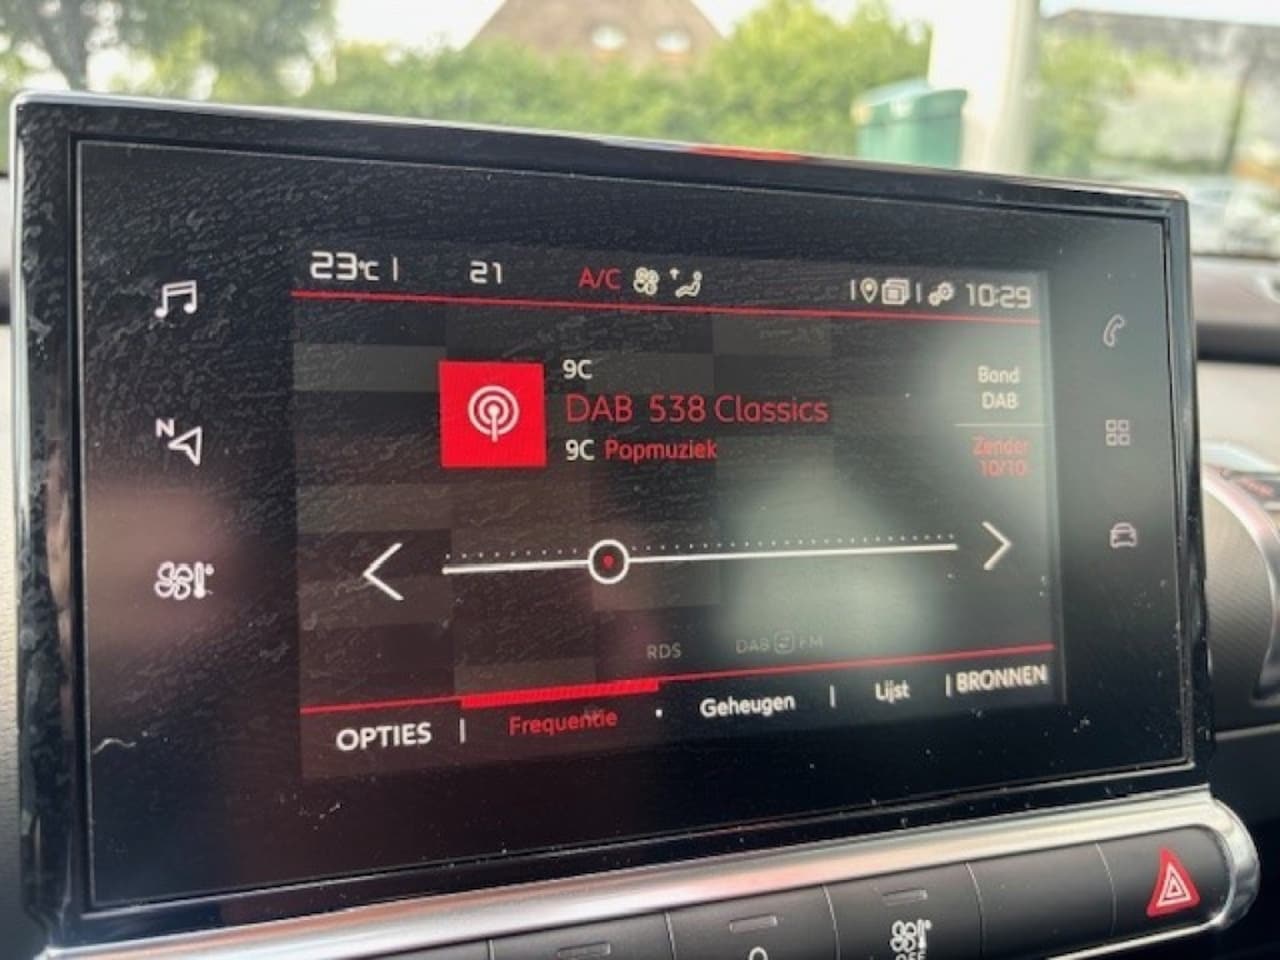 23°C 21 A/C 10:29
9C
DAB 538 Classics
9C Popmuziek
Band
DAB
Zender
10/10
N
RDS DAB FM
OPTIES Frequentie Geheugen Lijst BRONNEN